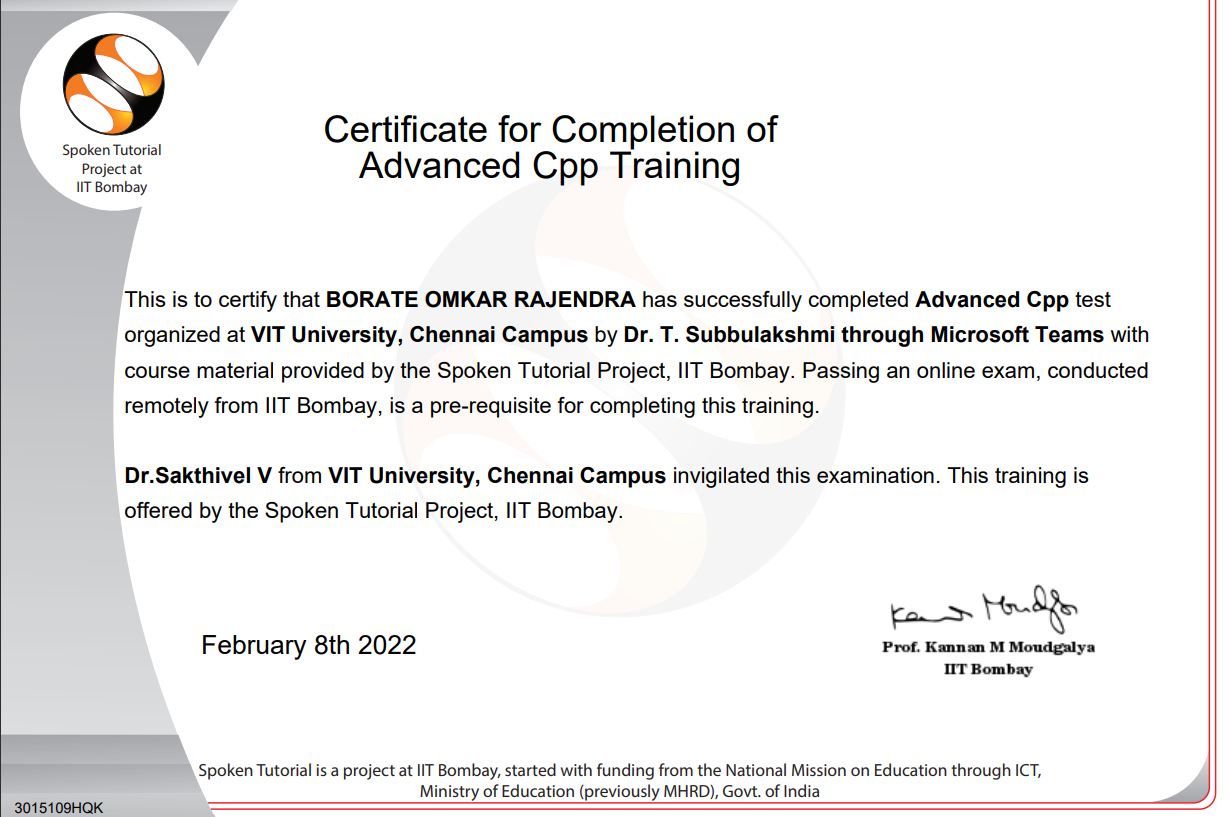 Spoken Tutorial
Project at
IIT Bombay
Certificate for Completion of
Advanced Cpp Training
This is to certify that BORATE OMKAR RAJENDRA has successfully completed Advanced Cpp test
organized at VIT University, Chennai Campus by Dr. T. Subbulakshmi through Microsoft Teams with
course material provided by the Spoken Tutorial Project, IIT Bombay. Passing an online exam, conducted
remotely from IIT Bombay, is a pre-requisite for completing this training.
Dr.Sakthivel V from VIT University, Chennai Campus invigilated this examination. This training is
offered by the Spoken Tutorial Project, IIT Bombay.
February 8th 2022
Prof. Kannan M Moudgalya
IIT Bombay
Spoken Tutorial is a project at IIT Bombay, started with funding from the National Mission on Education through ICT,
Ministry of Education (previously MHRD), Govt. of India
3015109HQK